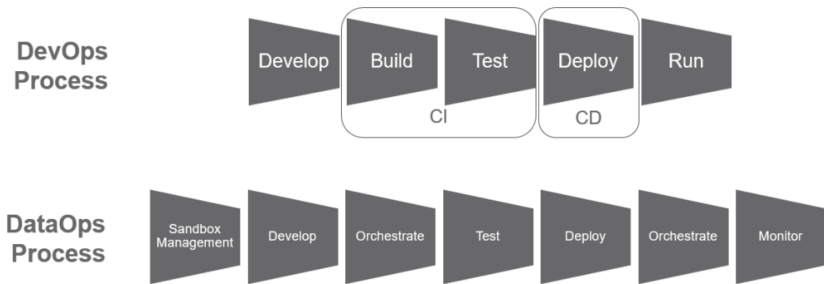 DevOps
Process
Develop
Build
Test
Deploy
Run
CI
CD
DataOps
Process
Sandbox
Management
Develop
Orchestrate
Test
Deploy
Orchestrate
Monitor